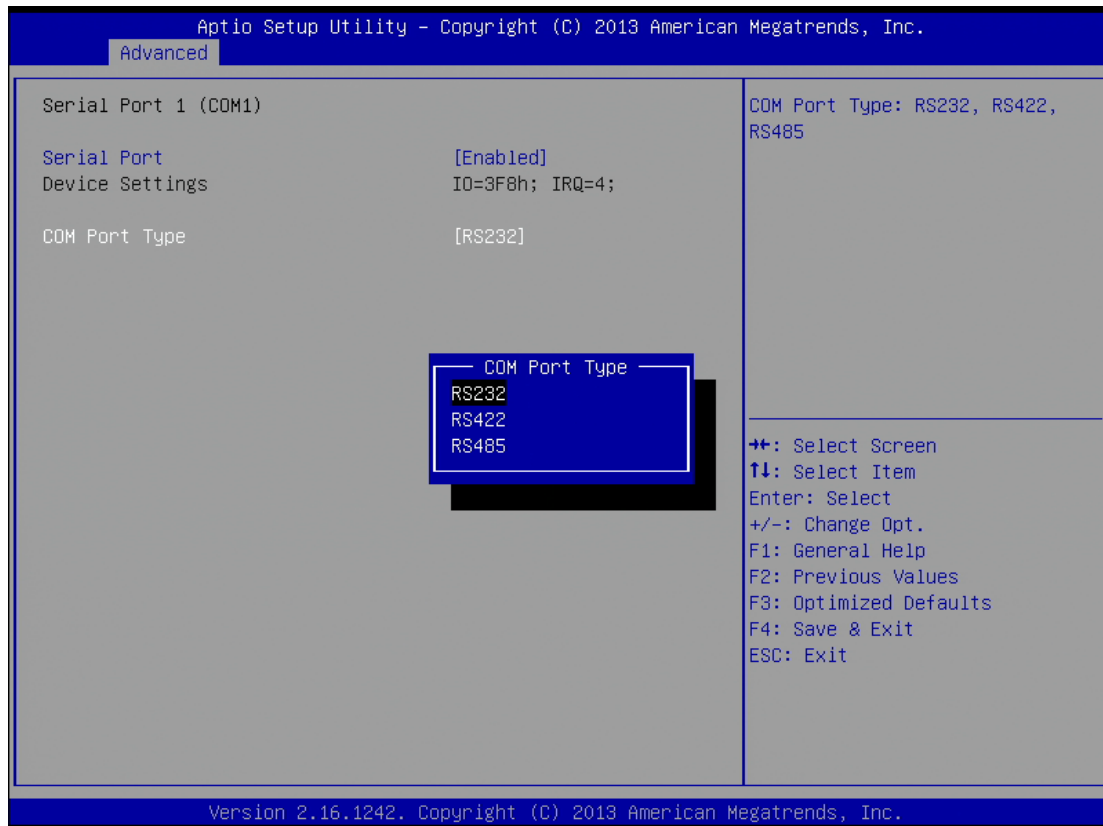 Aptio Setup Utility – Copyright (C) 2013 American Megatrends, Inc.
Advanced
Serial Port 1 (COM1)
Serial Port [Enabled]
Device Settings IO=3F8h; IRQ=4;
COM Port Type [RS232]
COM Port Type
RS232
RS422
RS485
COM Port Type: RS232, RS422,
RS485
→←: Select Screen
↑↓: Select Item
Enter: Select
+/-: Change Opt.
F1: General Help
F2: Previous Values
F3: Optimized Defaults
F4: Save & Exit
ESC: Exit
Version 2.16.1242. Copyright (C) 2013 American Megatrends, Inc.